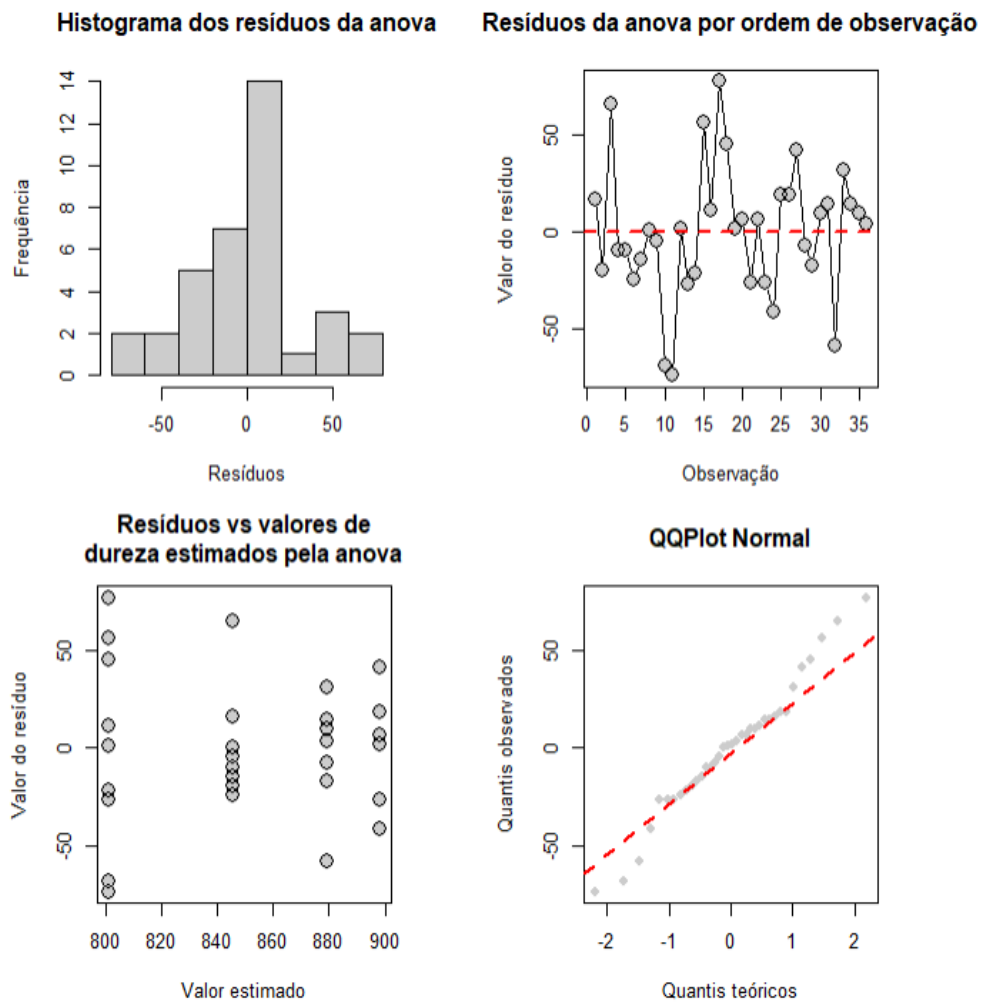 Histograma dos resíduos da anova
Frequência
0 2 4 6 8 10 12 14
-50 0 50
Resíduos
Resíduos da anova por ordem de observação
Valor do resíduo
-50 0 50
0 5 10 15 20 25 30 35
Observação
Resíduos vs valores de
dureza estimados pela anova
Valor do resíduo
-50 0 50
800 820 840 860 880 900
Valor estimado
QQPlot Normal
Quantis observados
-50 0 50
-2 -1 0 1 2
Quantis teóricos